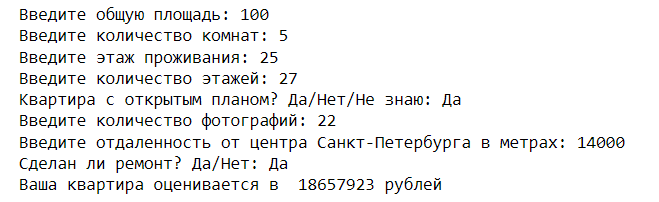 Введите общую площадь: 100
Введите количество комнат: 5
Введите этаж проживания: 25
Введите количество этажей: 27
Квартира с открытым планом? Да/Нет/Не знаю: Да
Введите количество фотографий: 22
Введите отдаленность от центра Санкт-Петербурга в метрах: 14000
Сделан ли ремонт? Да/Нет: Да
Ваша квартира оценивается в  18657923 рублей